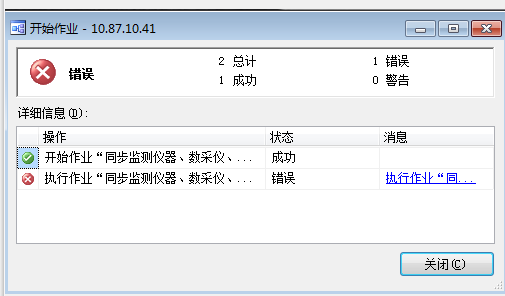 开始作业 - 10.87.10.41
错误
2 总计
1 错误
1 成功
0 警告
详细信息(D):
操作 状态 消息
开始作业“同步监测仪器、数采仪、... 成功
执行作业“同步监测仪器、数采仪、... 错误 执行作业“同...
关闭(C)